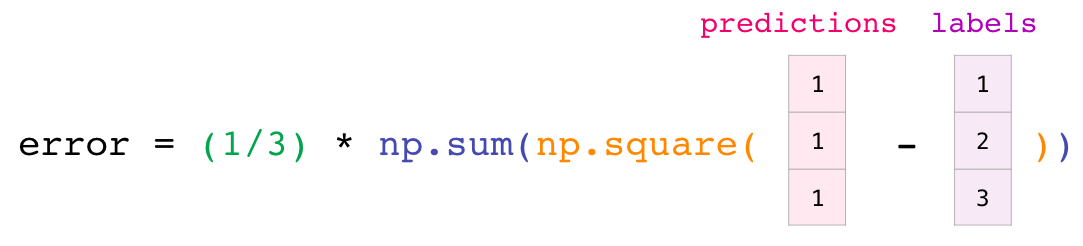 predictions labels
1 1
error = (1/3) * np.sum(np.square( 1 - 2 ))
1 3